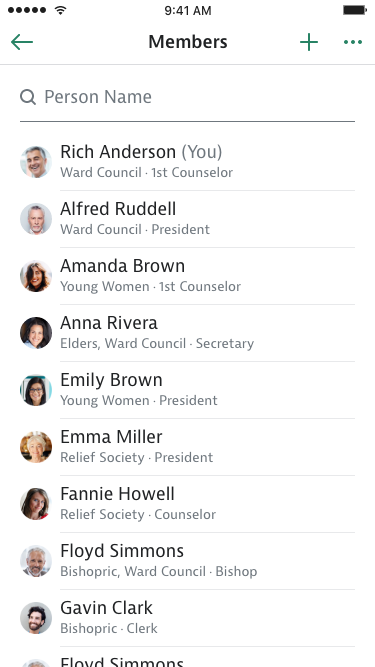 9:41 AM
Members
Person Name
Rich Anderson (You)
Ward Council · 1st Counselor
Alfred Ruddell
Ward Council · President
Amanda Brown
Young Women · 1st Counselor
Anna Rivera
Elders, Ward Council · Secretary
Emily Brown
Young Women · President
Emma Miller
Relief Society · President
Fannie Howell
Relief Society · Counselor
Floyd Simmons
Bishopric, Ward Council · Bishop
Gavin Clark
Bishopric · Clerk
Floyd Simmons